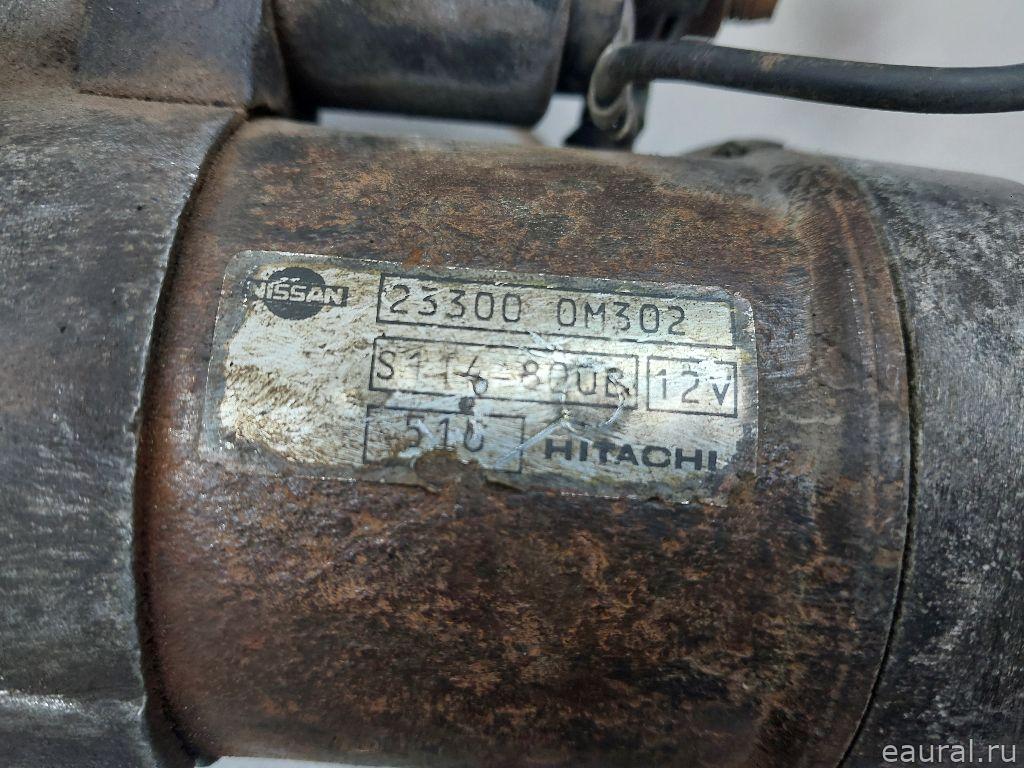 NISSAN
23300 0M302
12V
HITACHI
eaural.ru